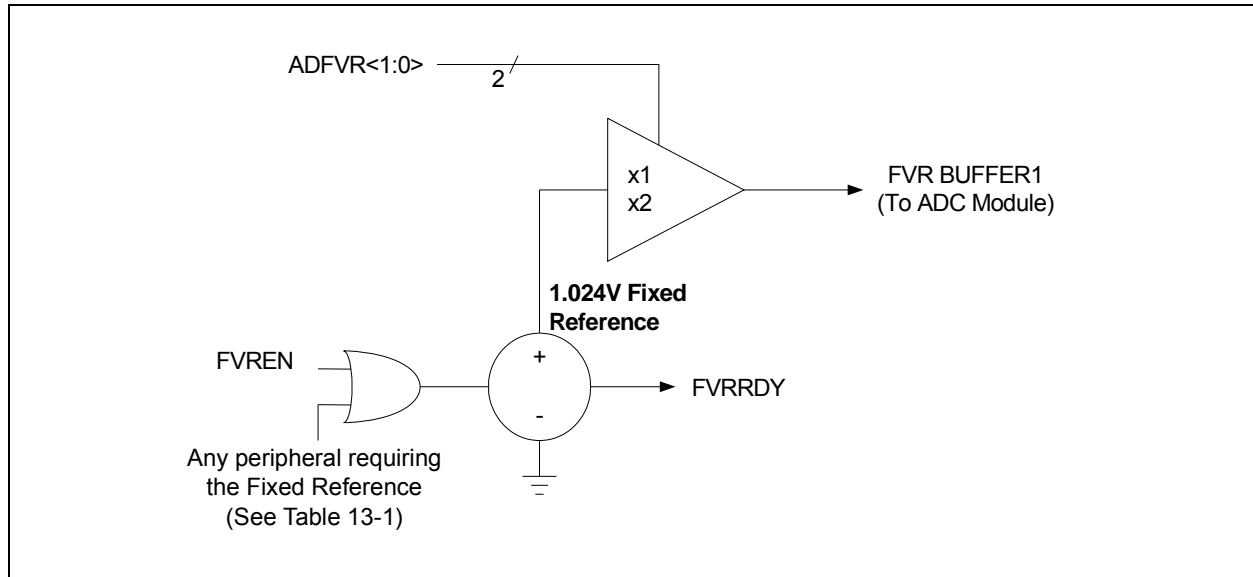 ADFVR<1:0>
2
x1
x2
FVR BUFFER1
(To ADC Module)
1.024V Fixed
Reference
+
-
FVREN
FVRRDY
Any peripheral requiring
the Fixed Reference
(See Table 13-1)